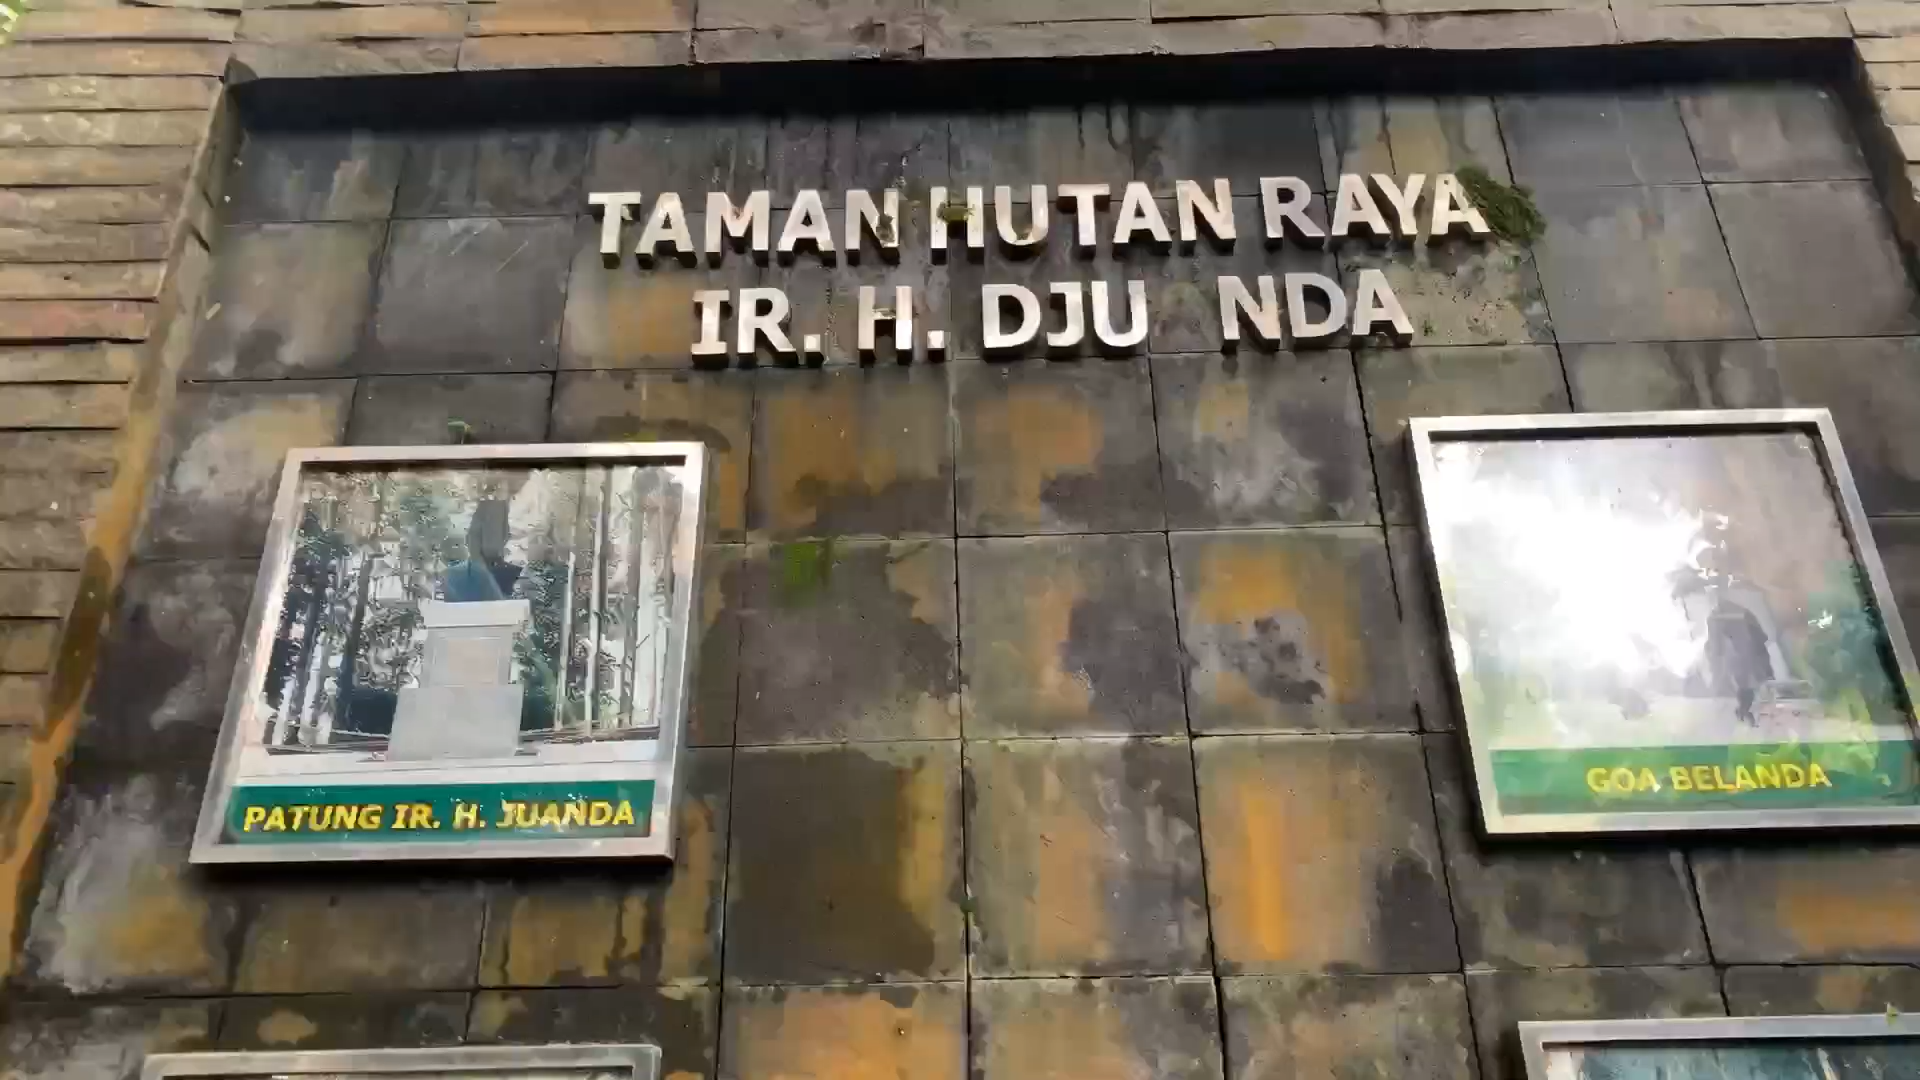 TAMAN HUTAN RAYA
IR. H. DJU NDA
PATUNG IR. H. JUANDA
GOA BELANDA